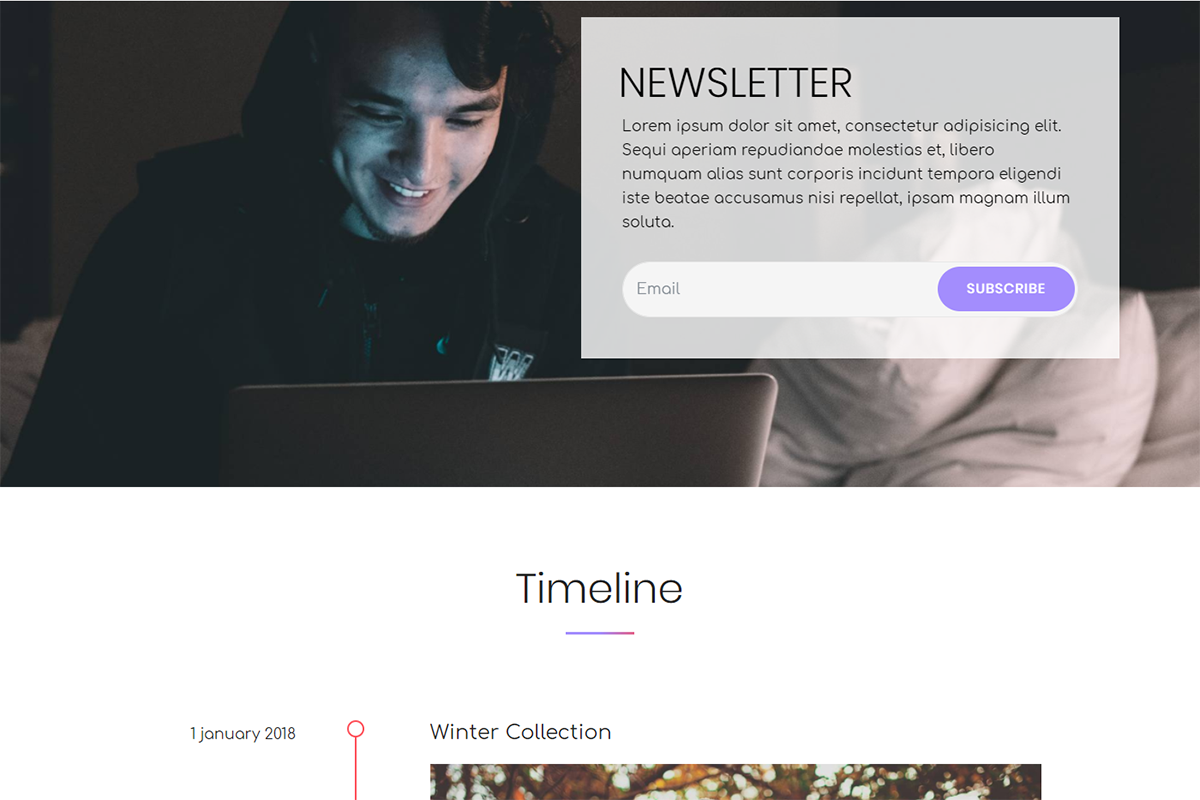 NEWSLETTER
Lorem ipsum dolor sit amet, consectetur adipisicing elit.
Sequi aperiam repudiandae molestias et, libero
numquam alias sunt corporis incidunt tempora eligendi
iste beatae accusamus nisi repellat, ipsam magnam illum
soluta.
Email
SUBSCRIBE
Timeline
1 january 2018
Winter Collection